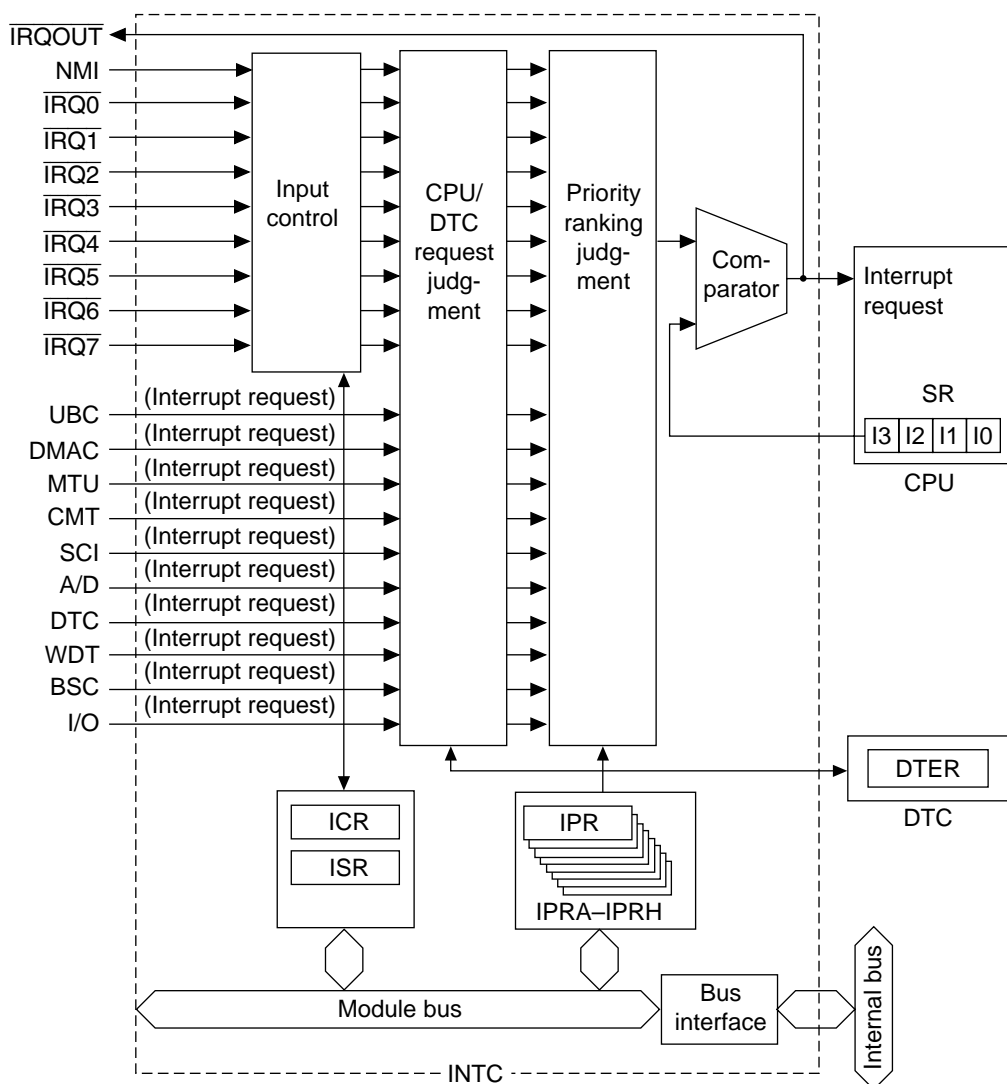 IRQOUT
NMI
IRQ0
IRQ1
IRQ2
IRQ3
IRQ4
IRQ5
IRQ6
IRQ7
UBC
DMAC
MTU
CMT
SCI
A/D
DTC
WDT
BSC
I/O
(Interrupt request)
(Interrupt request)
(Interrupt request)
(Interrupt request)
(Interrupt request)
(Interrupt request)
(Interrupt request)
(Interrupt request)
(Interrupt request)
(Interrupt request)
Input
control
CPU/
DTC
request
judg-
ment
Priority
ranking
judg-
ment
Com-
parator
Interrupt
request
SR
I3 I2 I1 I0
CPU
DTER
DTC
ICR
ISR
IPR
IPRA–IPRH
Module bus
Bus
interface
Internal bus
INTC